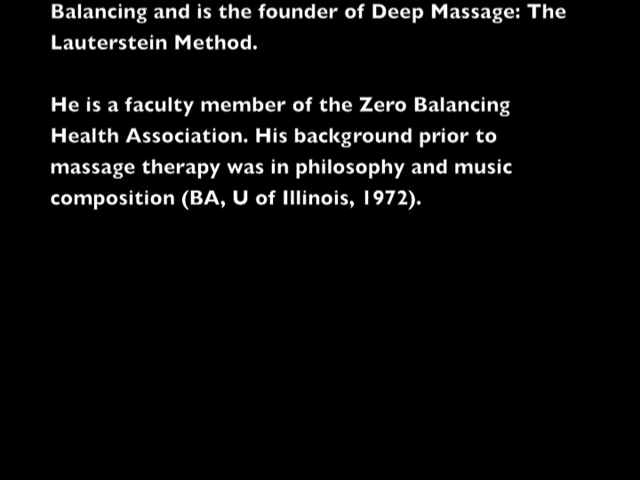 Balancing and is the founder of Deep Massage: The
Lauterstein Method.
He is a faculty member of the Zero Balancing
Health Association. His background prior to
massage therapy was in philosophy and music
composition (BA, U of Illinois, 1972).